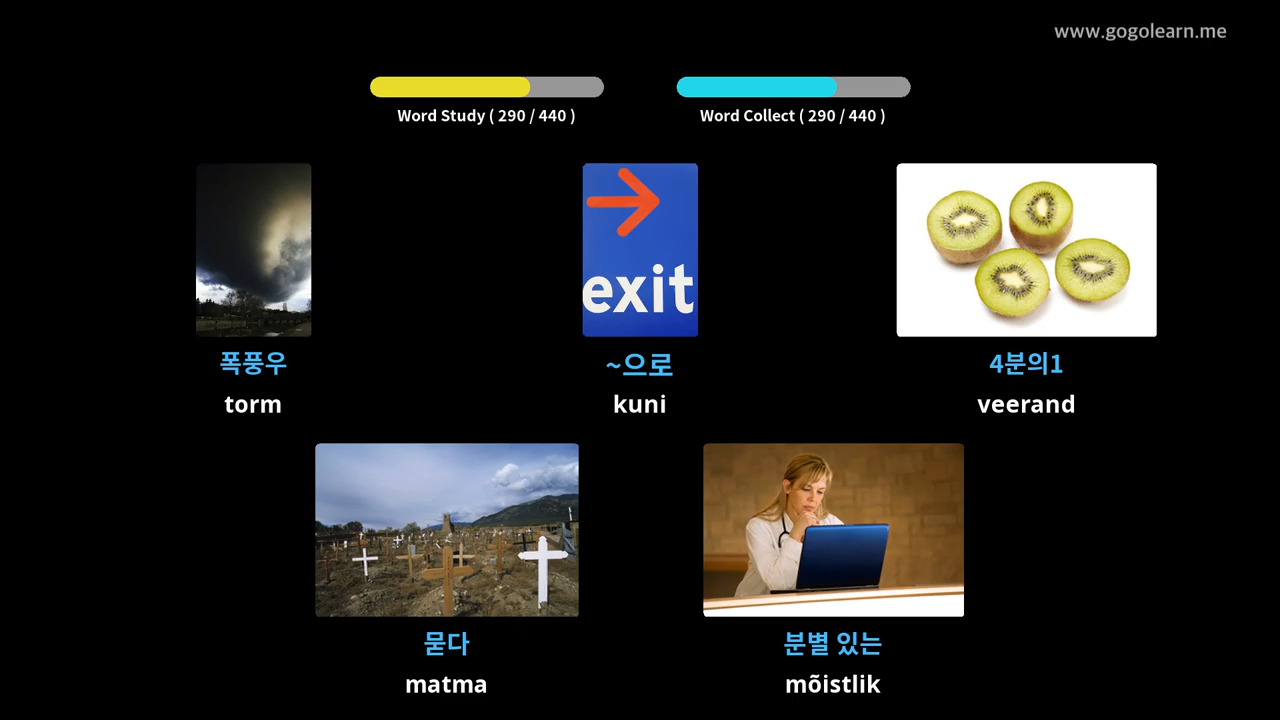 www.gogolearn.me
Word Study ( 290 / 440 )
Word Collect ( 290 / 440 )
exit
폭풍우
torm
~으로
kuni
4분의1
veerand
묻다
matma
분별 있는
mõistlik